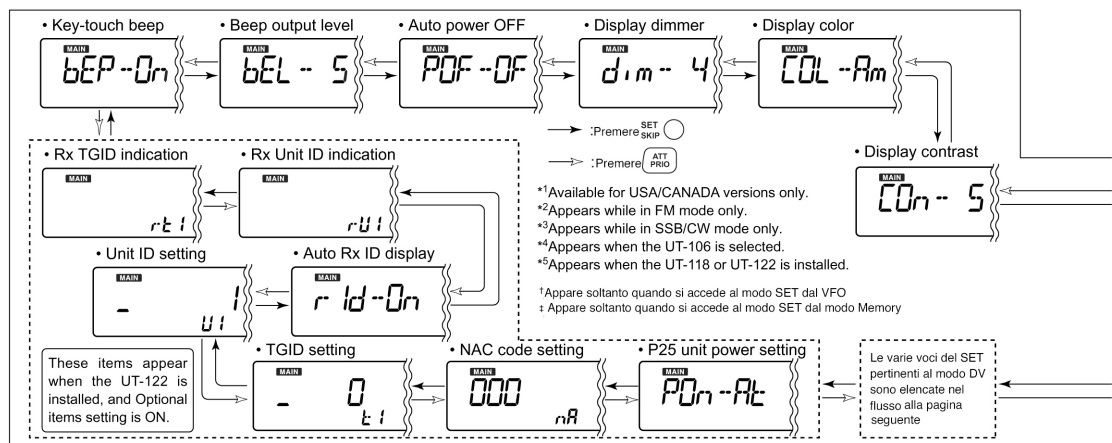 • Key-touch beep
MAIN
bEP-On
• Beep output level
MAIN
bEL - 5
• Auto power OFF
MAIN
POF-OF
• Display dimmer
MAIN
dim- 4
• Display color
MAIN
COL-Am
→ :Premere SET SKIP
⇾ :Premere ATT PRIO
• Display contrast
MAIN
COn- 5
• Rx TGID indication
MAIN
rt1
• Rx Unit ID indication
MAIN
rU1
*1Available for USA/CANADA versions only.
*2Appears while in FM mode only.
*3Appears while in SSB/CW mode only.
*4Appears when the UT-106 is selected.
*5Appears when the UT-118 or UT-122 is installed.
†Appare soltanto quando si accede al modo SET dal VFO
‡ Appare soltanto quando si accede al modo SET dal modo Memory
• Unit ID setting
MAIN
_ 1
U1
• Auto Rx ID display
MAIN
rId-On
These items appear
when the UT-122 is
installed, and Optional
items setting is ON.
• TGID setting
MAIN
_ 0
t1
• NAC code setting
MAIN
000
nA
• P25 unit power setting
MAIN
POn-At
Le varie voci del SET
pertinenti al modo DV
sono elencate nel
flusso alla pagina
seguente